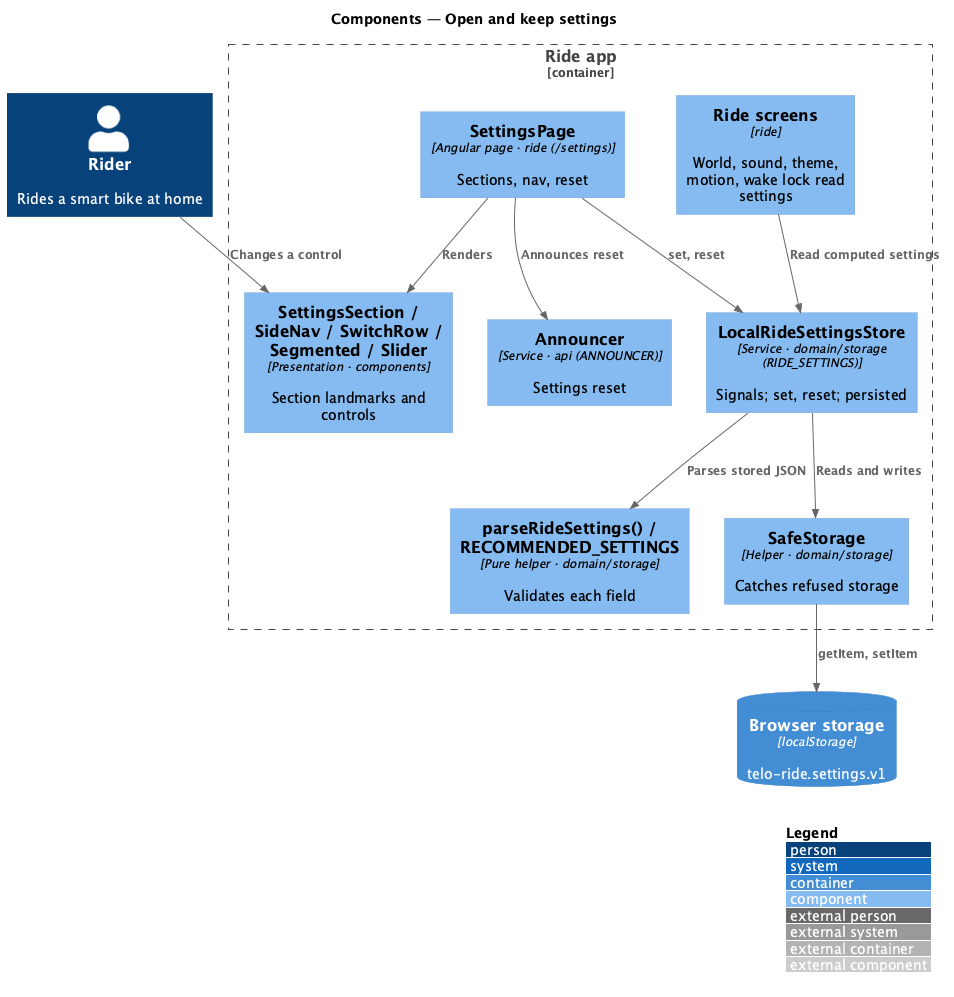 Components — Open and keep settings
Ride app
[container]
Rider
Rides a smart bike at home
SettingsPage
[Angular page · ride (/settings)]
Sections, nav, reset
Ride screens
[ride]
World, sound, theme,
motion, wake lock read
settings
Changes a control
Renders
Announces reset
set, reset
Read computed settings
SettingsSection /
SideNav / SwitchRow /
Segmented / Slider
[Presentation · components]
Section landmarks and
controls
Announcer
[Service · api (ANNOUNCER)]
Settings reset
LocalRideSettingsStore
[Service · domain/storage
(RIDE_SETTINGS)]
Signals; set, reset; persisted
Parses stored JSON
Reads and writes
parseRideSettings() /
RECOMMENDED_SETTINGS
[Pure helper · domain/storage]
Validates each field
SafeStorage
[Helper · domain/storage]
Catches refused storage
getItem, setItem
Browser storage
[localStorage]
telo-ride.settings.v1
Legend
person
system
container
component
external person
external system
external container
external component